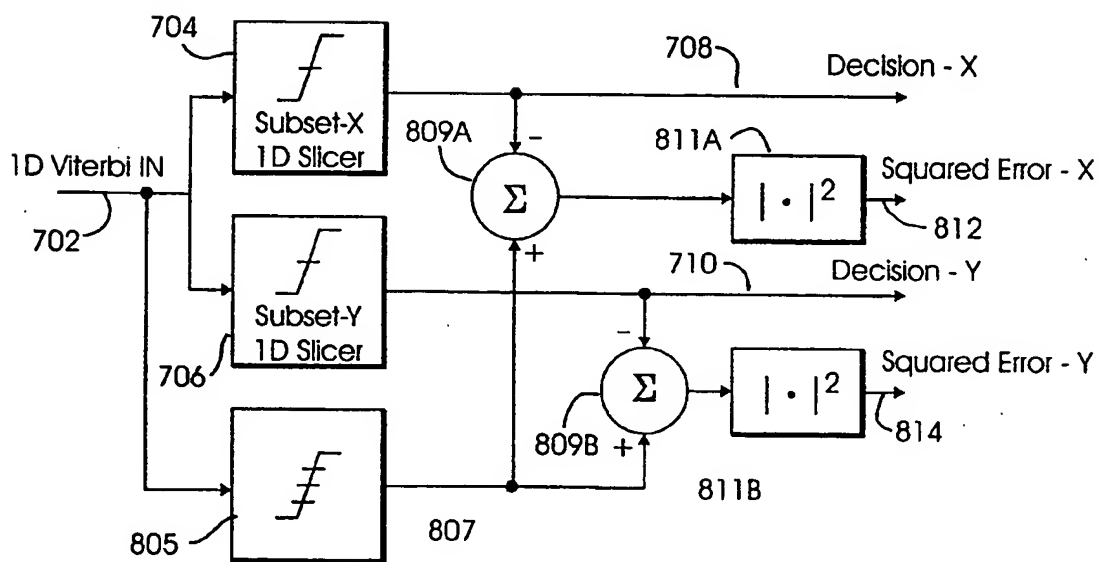 704
Subset-X
1D Slicer
708
Decision - X
809A
−
Σ
+
811A
| • |²
Squared Error - X
812
1D Viterbi IN
702
Subset-Y
1D Slicer
706
710
Decision - Y
−
Σ
809B
+
| • |²
Squared Error - Y
814
811B
805
807